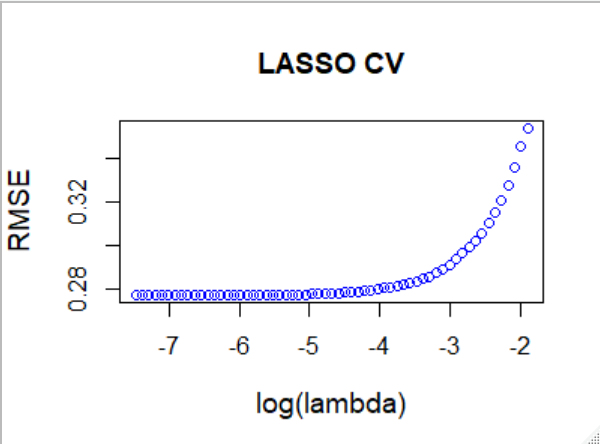 LASSO CV
RMSE
0.32
0.28
-7 -6 -5 -4 -3 -2
log(lambda)